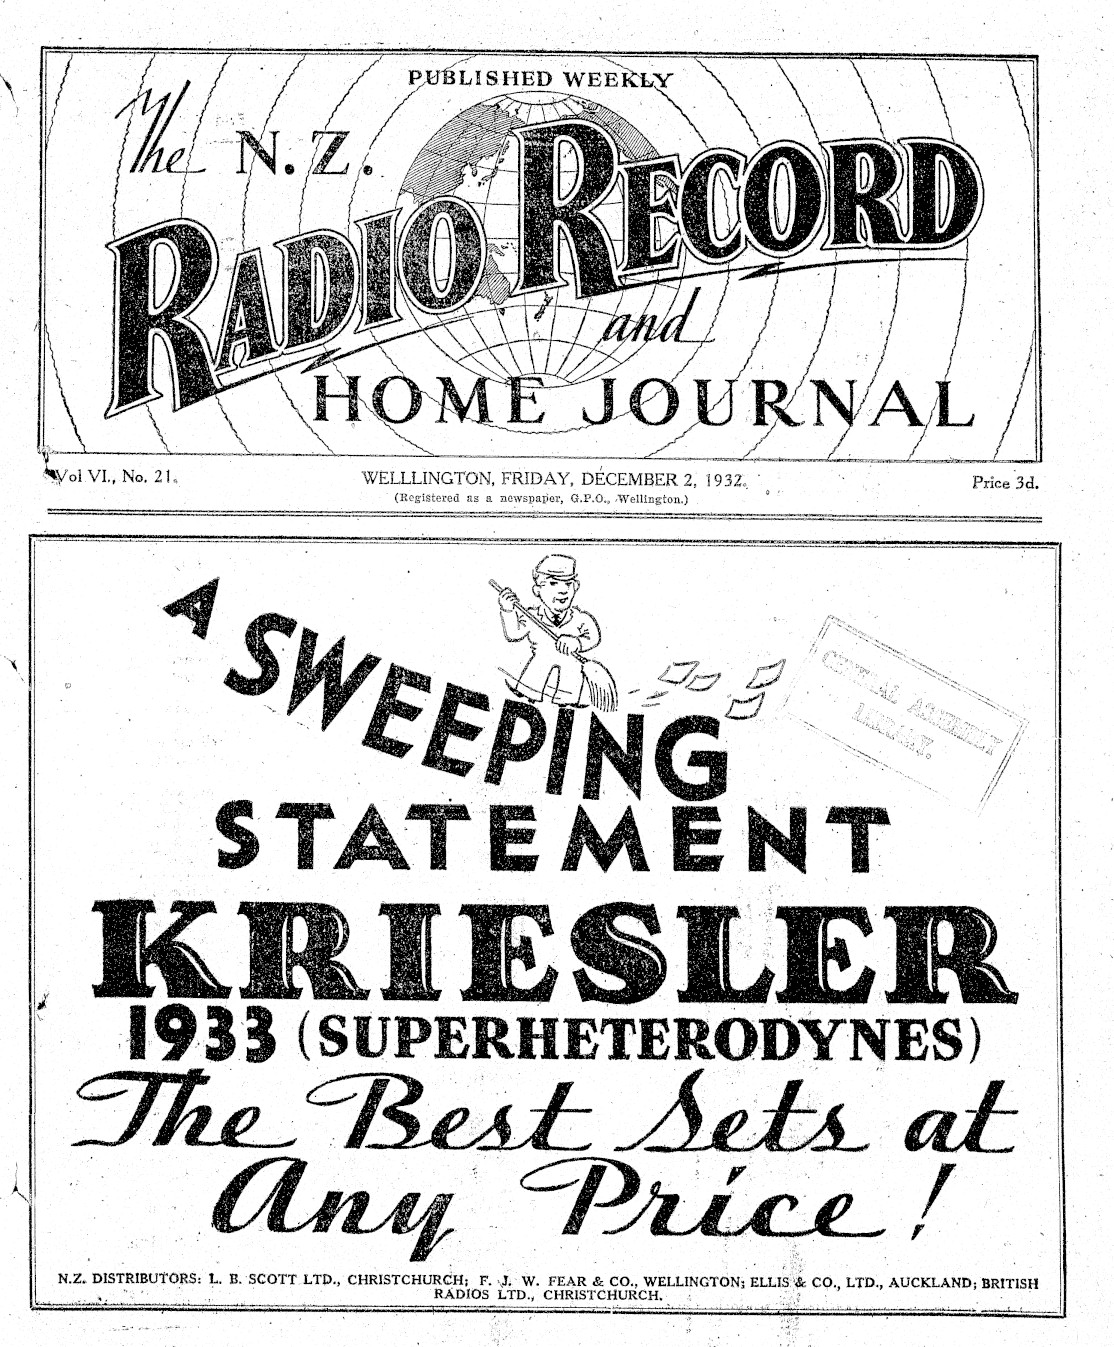 PUBLISHED WEEKLY
The N.Z.
RADIO RECORD
and
HOME JOURNAL
Vol VI., No. 21.
WELLLINGTON, FRIDAY, DECEMBER 2, 1932.
Price 3d.
(Registered as a newspaper, G.P.O., Wellington.)
A SWEEPING
STATEMENT
KRIESLER
1933 (SUPERHETERODYNES)
The Best Sets at
Any Price!
N.Z. DISTRIBUTORS: L. B. SCOTT LTD., CHRISTCHURCH; F. J. W. FEAR & CO., WELLINGTON; ELLIS & CO., LTD., AUCKLAND; BRITISH
RADIOS LTD., CHRISTCHURCH.